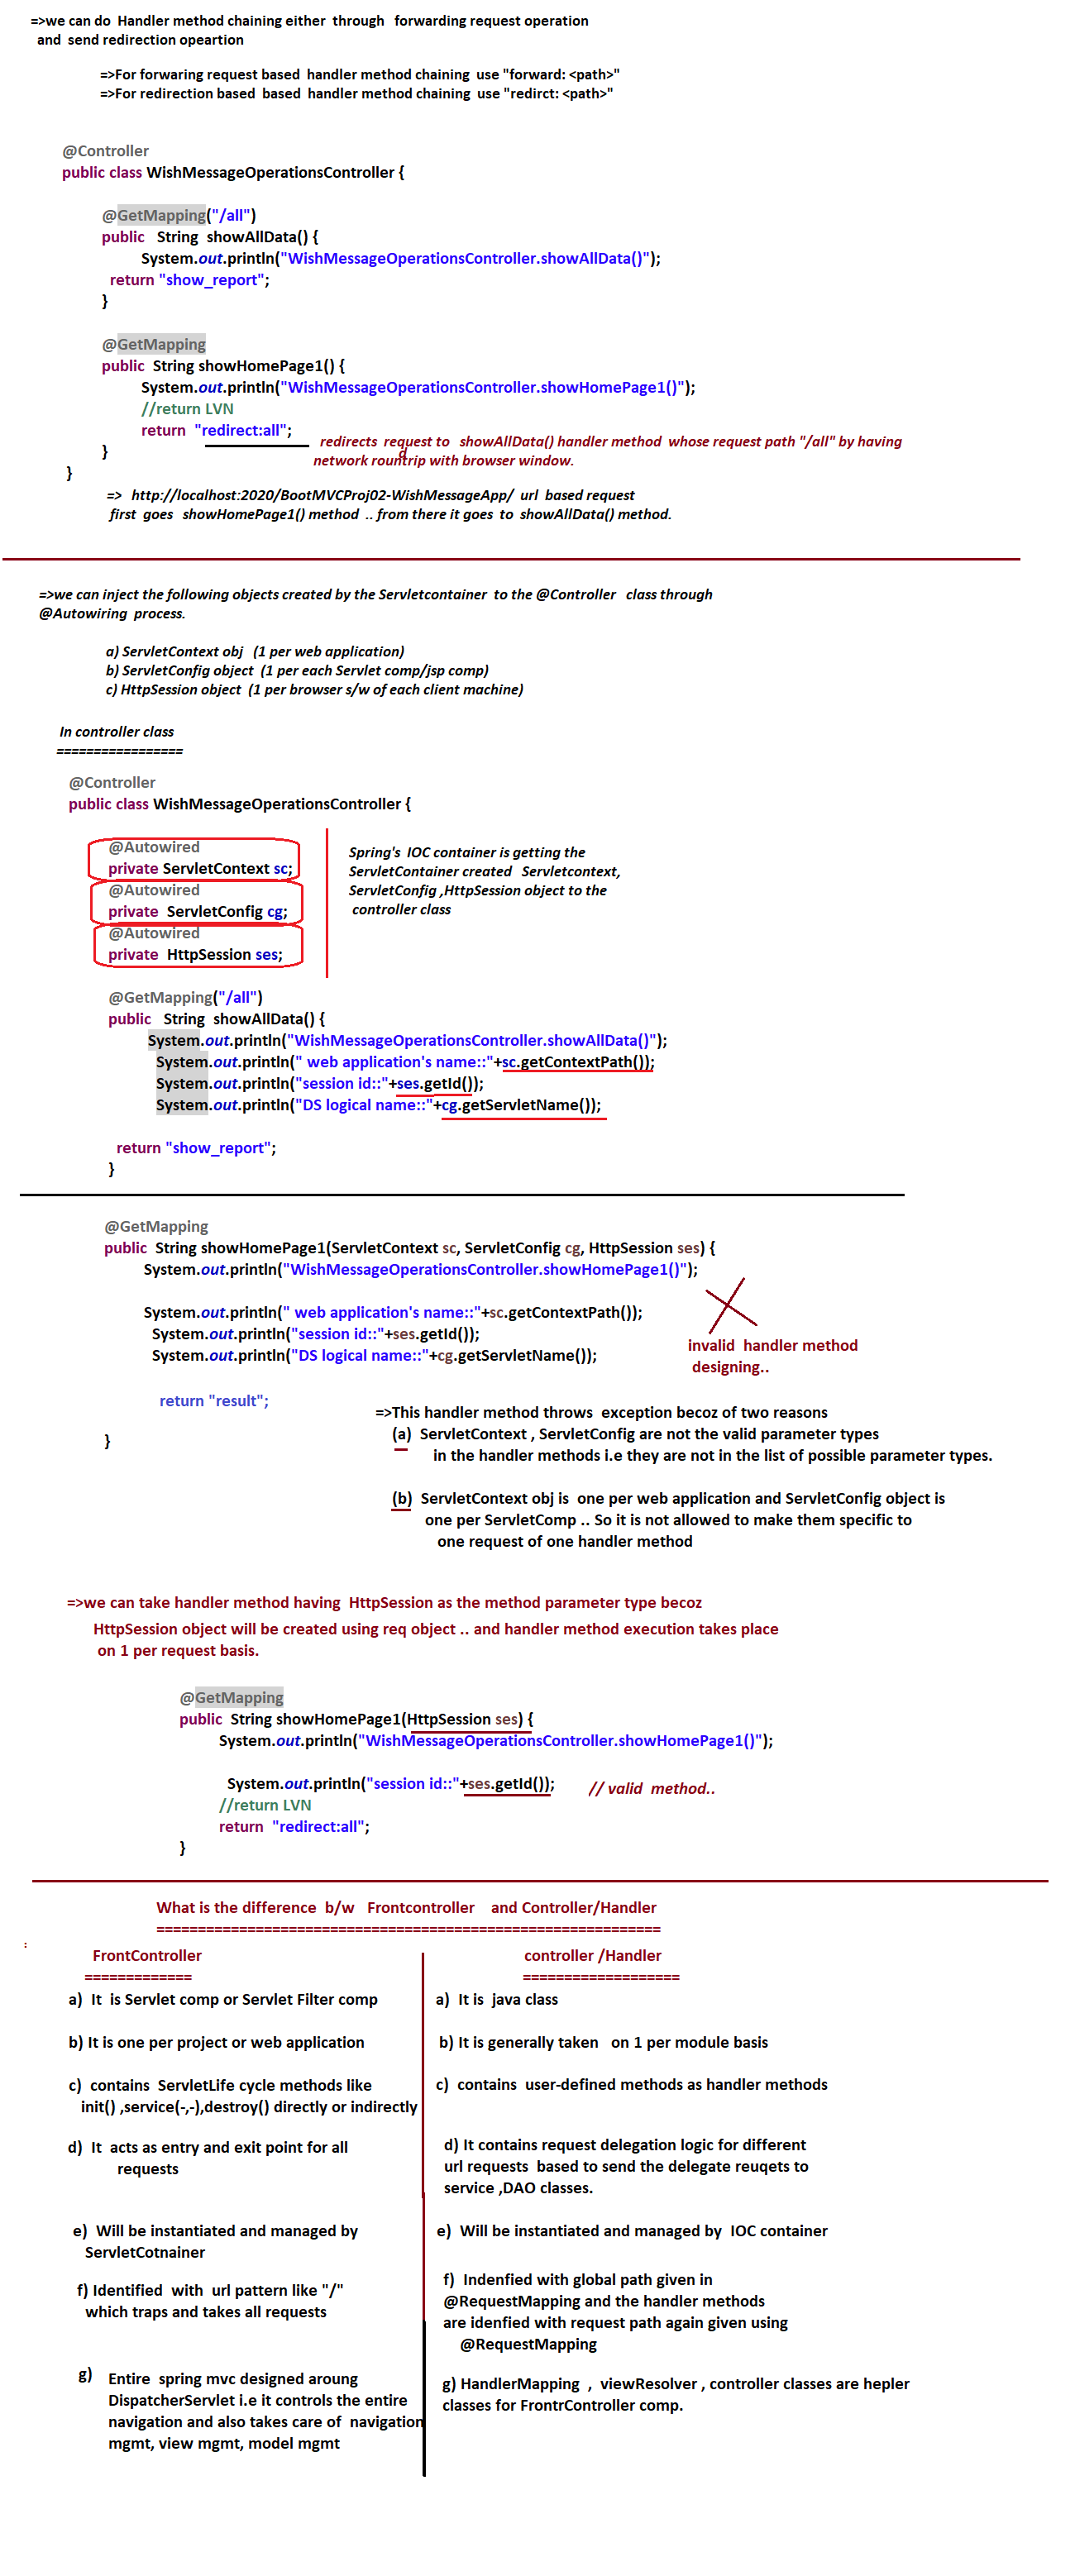 =>we can do Handler method chaining either through forwarding request operation
and send redirection opeartion
=>For forwaring request based handler method chaining use "forward: <path>"
=>For redirection based based handler method chaining use "redirct: <path>"
@Controller
public class WishMessageOperationsController {
@GetMapping("/all")
public String showAllData() {
System.out.println("WishMessageOperationsController.showAllData()");
return "show_report";
}
@GetMapping
public String showHomePage1() {
System.out.println("WishMessageOperationsController.showHomePage1()");
//return LVN
return "redirect:all";
redirects request to showAllData() handler method whose request path "/all" by having
}
d
network rountrip with browser window.
}
=> http://localhost:2020/BootMVCProj02-WishMessageApp/ url based request
first goes showHomePage1() method .. from there it goes to showAllData() method.
=>we can inject the following objects created by the Servletcontainer to the @Controller class through
@Autowiring process.
a) ServletContext obj (1 per web application)
b) ServletConfig object (1 per each Servlet comp/jsp comp)
c) HttpSession object (1 per browser s/w of each client machine)
In controller class
=================
@Controller
public class WishMessageOperationsController {
@Autowired
private ServletContext sc;
@Autowired
private ServletConfig cg;
@Autowired
private HttpSession ses;
Spring's IOC container is getting the
ServletContainer created Servletcontext,
ServletConfig ,HttpSession object to the
controller class
@GetMapping("/all")
public String showAllData() {
System.out.println("WishMessageOperationsController.showAllData()");
System.out.println(" web application's name::"+sc.getContextPath());
System.out.println("session id::"+ses.getId());
System.out.println("DS logical name::"+cg.getServletName());
return "show_report";
}
@GetMapping
public String showHomePage1(ServletContext sc, ServletConfig cg, HttpSession ses) {
System.out.println("WishMessageOperationsController.showHomePage1()");
System.out.println(" web application's name::"+sc.getContextPath());
System.out.println("session id::"+ses.getId());
System.out.println("DS logical name::"+cg.getServletName());
invalid handler method
designing..
return "result";
}
=>This handler method throws exception becoz of two reasons
(a) ServletContext , ServletConfig are not the valid parameter types
in the handler methods i.e they are not in the list of possible parameter types.
(b) ServletContext obj is one per web application and ServletConfig object is
one per ServletComp .. So it is not allowed to make them specific to
one request of one handler method
=>we can take handler method having HttpSession as the method parameter type becoz
HttpSession object will be created using req object .. and handler method execution takes place
on 1 per request basis.
@GetMapping
public String showHomePage1(HttpSession ses) {
System.out.println("WishMessageOperationsController.showHomePage1()");
System.out.println("session id::"+ses.getId());
// valid method..
//return LVN
return "redirect:all";
}
What is the difference b/w Frontcontroller and Controller/Handler
=============================================================
:
FrontController
=============
a) It is Servlet comp or Servlet Filter comp
b) It is one per project or web application
c) contains ServletLife cycle methods like
init() ,service(-,-),destroy() directly or indirectly
d) It acts as entry and exit point for all
requests
e) Will be instantiated and managed by
ServletCotnainer
f) Identified with url pattern like "/"
which traps and takes all requests
g) Entire spring mvc designed aroung
DispatcherServlet i.e it controls the entire
navigation and also takes care of navigation
mgmt, view mgmt, model mgmt
controller /Handler
===================
a) It is java class
b) It is generally taken on 1 per module basis
c) contains user-defined methods as handler methods
d) It contains request delegation logic for different
url requests based to send the delegate reuqets to
service ,DAO classes.
e) Will be instantiated and managed by IOC container
f) Indenfied with global path given in
@RequestMapping and the handler methods
are idenfied with request path again given using
@RequestMapping
g) HandlerMapping , viewResolver , controller classes are hepler
classes for FrontrController comp.